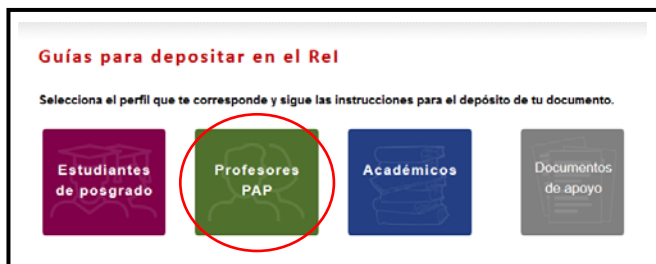 Guías para depositar en el ReI
Selecciona el perfil que te corresponde y sigue las instrucciones para el depósito de tu documento.
Estudiantes
de posgrado
Profesores
PAP
Académicos
Documentos
de apoyo